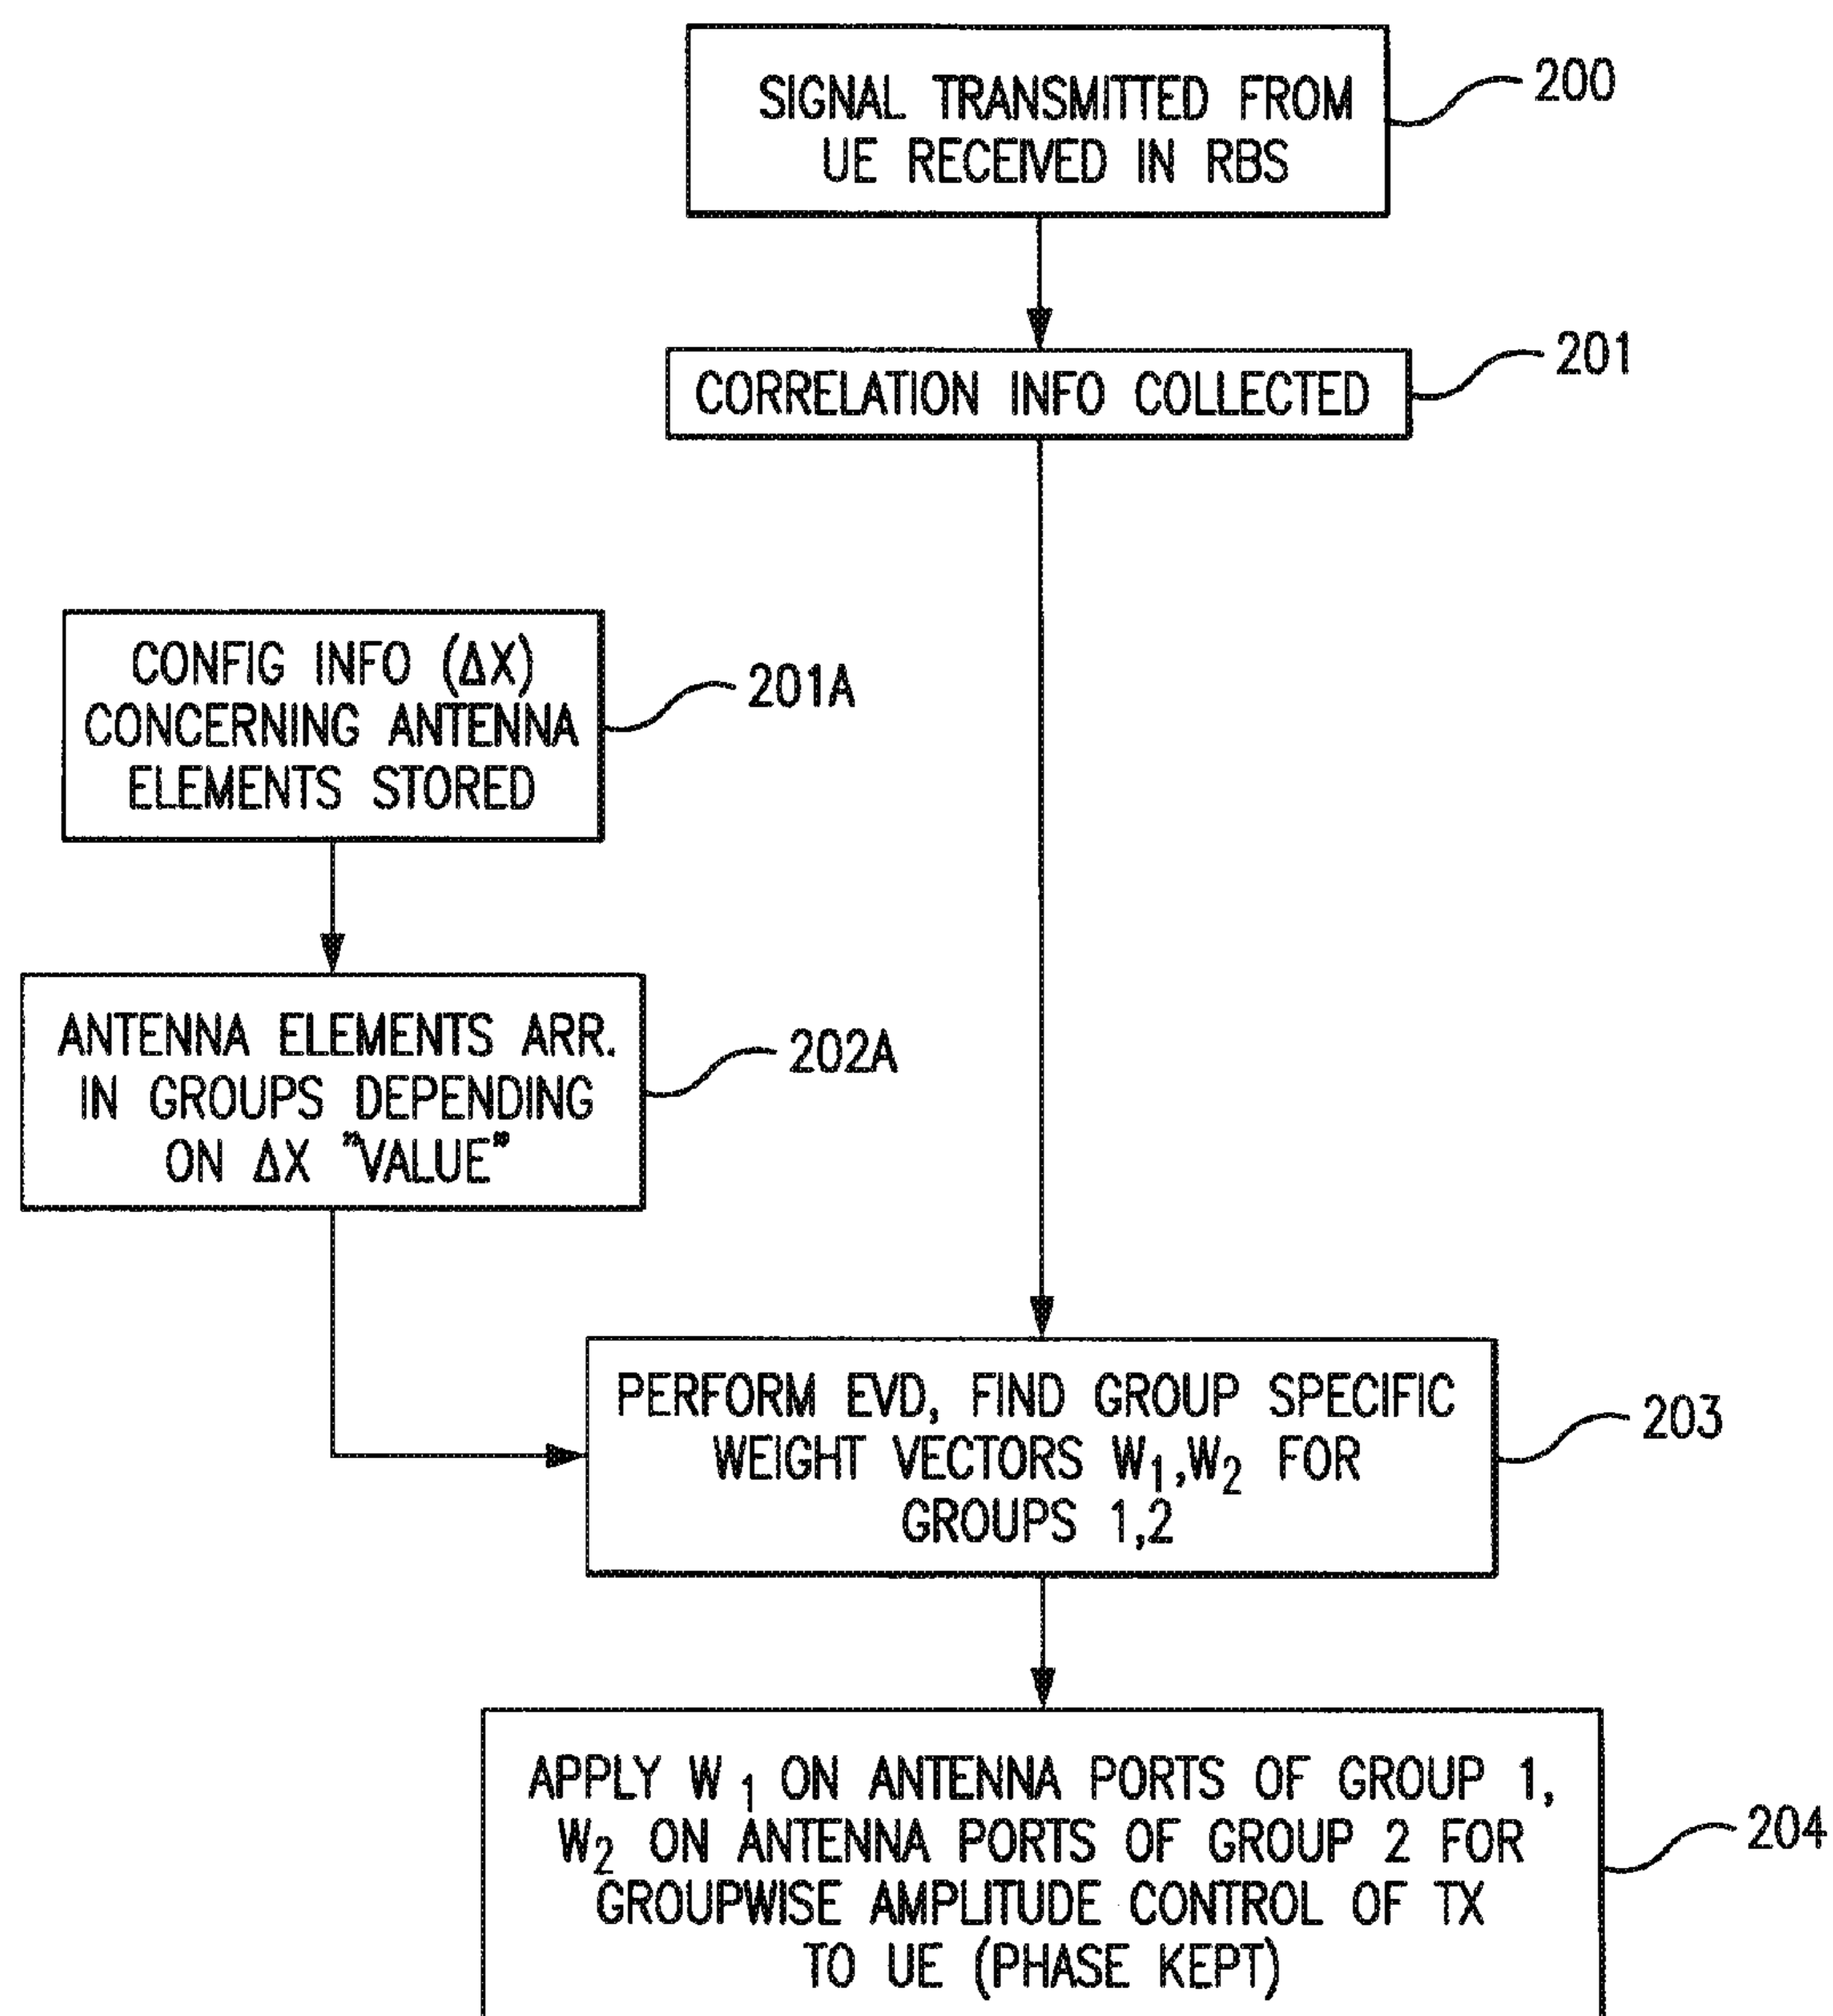 SIGNAL TRANSMITTED FROM
UE RECEIVED IN RBS
200
CORRELATION INFO COLLECTED
201
CONFIG INFO (ΔX)
CONCERNING ANTENNA
ELEMENTS STORED
201A
ANTENNA ELEMENTS ARR.
IN GROUPS DEPENDING
ON ΔX "VALUE"
202A
PERFORM EVD, FIND GROUP SPECIFIC
WEIGHT VECTORS W₁,W₂ FOR
GROUPS 1,2
203
APPLY W₁ ON ANTENNA PORTS OF GROUP 1,
W₂ ON ANTENNA PORTS OF GROUP 2 FOR
GROUPWISE AMPLITUDE CONTROL OF TX
TO UE (PHASE KEPT)
204